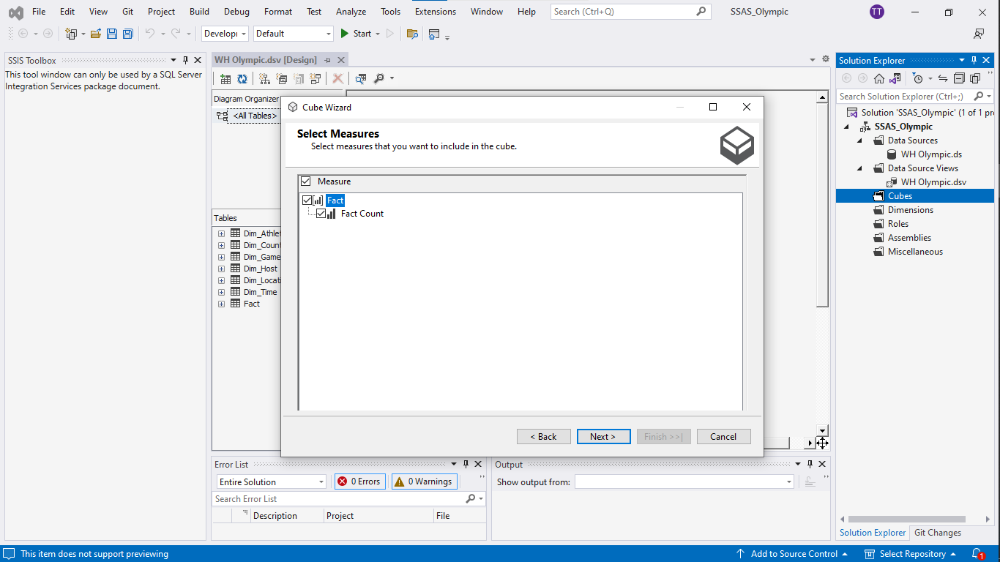 File Edit View Git Project Build Debug Format Test Analyze Tools Extensions Window Help Search (Ctrl+Q) SSAS_Olympic TT
Developı Default Start
SSIS Toolbox
This tool window can only be used by a SQL Server
Integration Services package document.
WH Olympic.dsv [Design]
Diagram Organizer
<All Tables>
Tables
Dim_Athlet
Dim_Count
Dim_Game
Dim_Host
Dim_Locati
Dim_Time
Fact
Cube Wizard
Select Measures
Select measures that you want to include in the cube.
Measure
Fact
Fact Count
< Back Next > Finish >>| Cancel
Solution Explorer
Search Solution Explorer (Ctrl+;)
Solution 'SSAS_Olympic' (1 of 1 pr
SSAS_Olympic
Data Sources
WH Olympic.ds
Data Source Views
WH Olympic.dsv
Cubes
Dimensions
Roles
Assemblies
Miscellaneous
Error List
Entire Solution 0 Errors 0 Warnings
Search Error List
Description Project File
Output
Show output from:
Solution Explorer Git Changes
This item does not support previewing Add to Source Control Select Repository 1